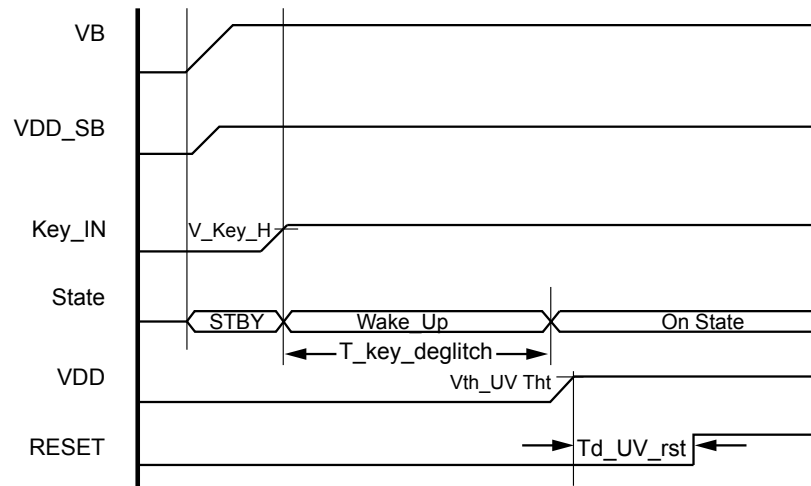 VB
VDD_SB
Key_IN
V_Key_H
State
STBY
Wake_Up
On State
T_key_deglitch
VDD
Vth_UV Tht
RESET
Td_UV_rst